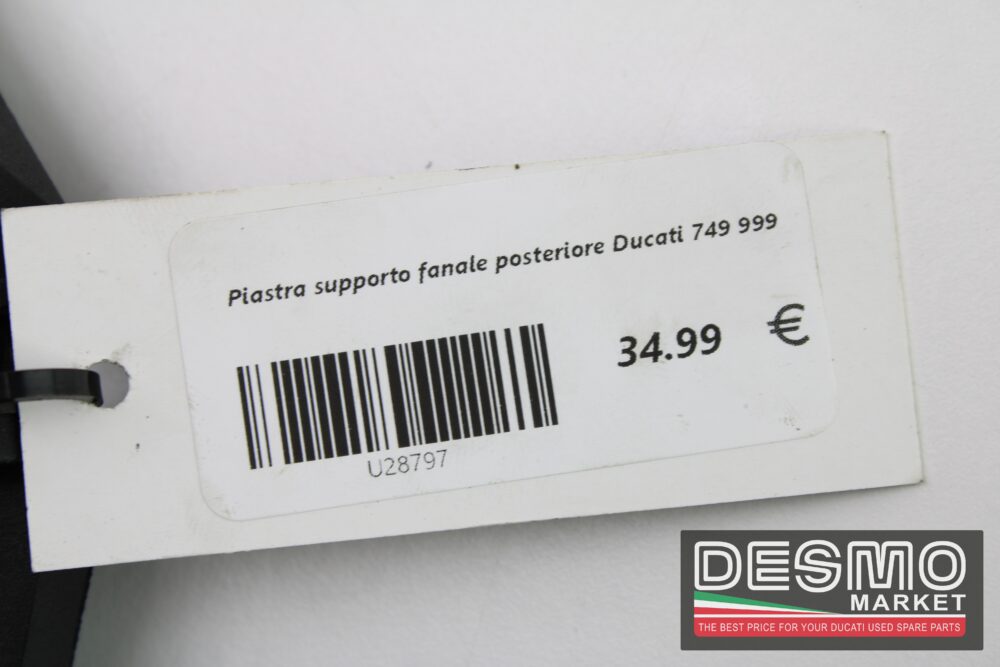 Piastra supporto fanale posteriore Ducati 749 999
34.99 €
U28797
DESMO
MARKET
THE BEST PRICE FOR YOUR DUCATI USED SPARE PARTS